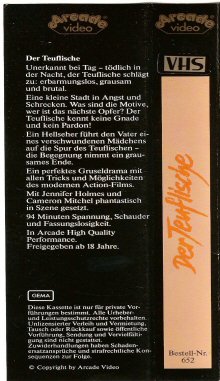 Arcade
video
Der Teuflische
Unerkannt bei Tag – tödlich in
der Nacht, der Teuflische schlägt
zu: erbarmungslos, grausam
und brutal.
Eine kleine Stadt in Angst und
Schrecken. Was sind die Motive,
wer ist das nächste Opfer? Der
Teuflische kennt keine Gnade
und kein Pardon!
Ein Hellseher führt den Vater ei-
nes verschwundenen Mädchens
auf die Spur des Teuflischen –
die Begegnung nimmt ein grau-
sames Ende.
Ein perfektes Gruseldrama mit
allen Tricks und Möglichkeiten
des modernen Action-Films.
Mit Jennifer Holmes und
Cameron Mitchel phantastisch
in Szene gesetzt.
94 Minuten Spannung, Schauder
und Fassungslosigkeit.
In Arcade High Quality
Performance.
Freigegeben ab 18 Jahre.
GEMA
Diese Kassette ist nur für private Vor-
führungen bestimmt. Alle Urheber-
und Leistungsschutzrechte vorbehalten.
Unlizensierter Verleih und Vermietung,
Tausch oder Rückkauf sowie öffentliche
Vorführung, Sendung und Vervielfälti-
gung sind nicht gestattet.
Zuwiderhandlungen haben Schaden-
ersatzansprüche und strafrechtliche Kon-
sequenzen zur Folge.
© Copyright by Arcade Video
Arcade
video
VHS
Der Teuflische
Bestell-Nr.
652